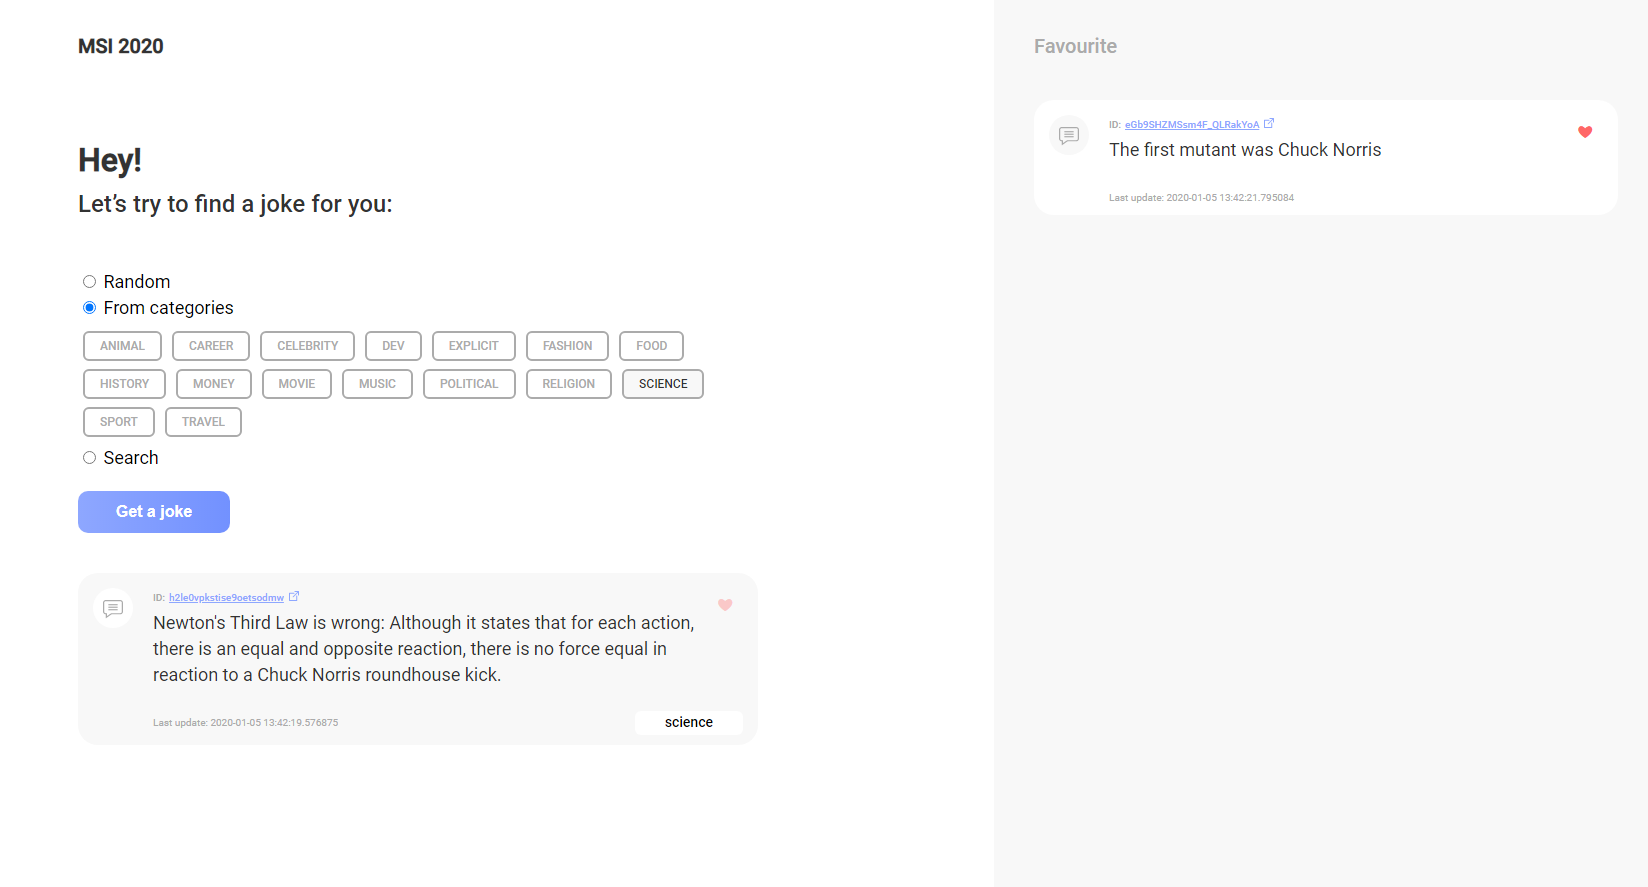 MSI 2020
Hey!
Let’s try to find a joke for you:
Random
From categories
ANIMAL CAREER CELEBRITY DEV EXPLICIT FASHION FOOD
HISTORY MONEY MOVIE MUSIC POLITICAL RELIGION SCIENCE
SPORT TRAVEL
Search
Get a joke
ID: h2le0vpkstise9oetsodmw
Newton's Third Law is wrong: Although it states that for each action,
there is an equal and opposite reaction, there is no force equal in
reaction to a Chuck Norris roundhouse kick.
Last update: 2020-01-05 13:42:19.576875
science
Favourite
ID: eGb9SHZMSsm4F_QLRakYoA
The first mutant was Chuck Norris
Last update: 2020-01-05 13:42:21.795084